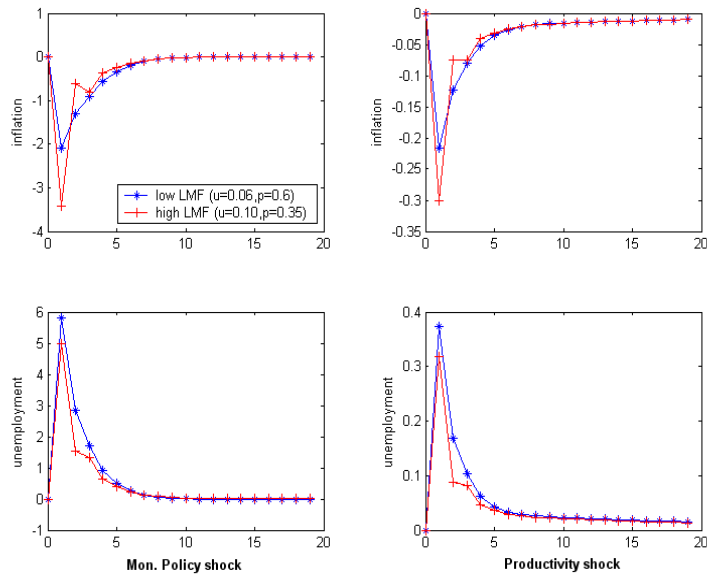 1
0
-1
-2
-3
-4
inflation
low LMF (u=0.06,p=0.6)
high LMF (u=0.10,p=0.35)
0 5 10 15 20
0
-0.05
-0.1
-0.15
-0.2
-0.25
-0.3
-0.35
inflation
0 5 10 15 20
6
5
4
3
2
1
0
-1
unemployment
0 5 10 15 20
Mon. Policy shock
0.4
0.3
0.2
0.1
0
unemployment
0 5 10 15 20
Productivity shock